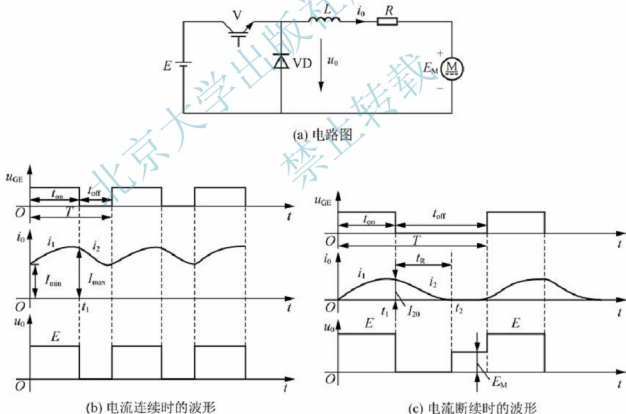 V
L
i₀
R
E
VD
u₀
+
E_M
M
−
(a) 电路图
北京大学出版社
禁止转载
u_GE
t_on
t_off
O
T
t
i₀
i₁
i₂
I_min
I_max
O
t₁
t
u₀
E
O
t
(b) 电流连续时的波形
u_GE
t_on
t_off
O
T
t
i₀
t_R
i₁
i₂
O
t₁
I₂₀
t₂
t
u₀
E
E
E_M
O
t
(c) 电流断续时的波形